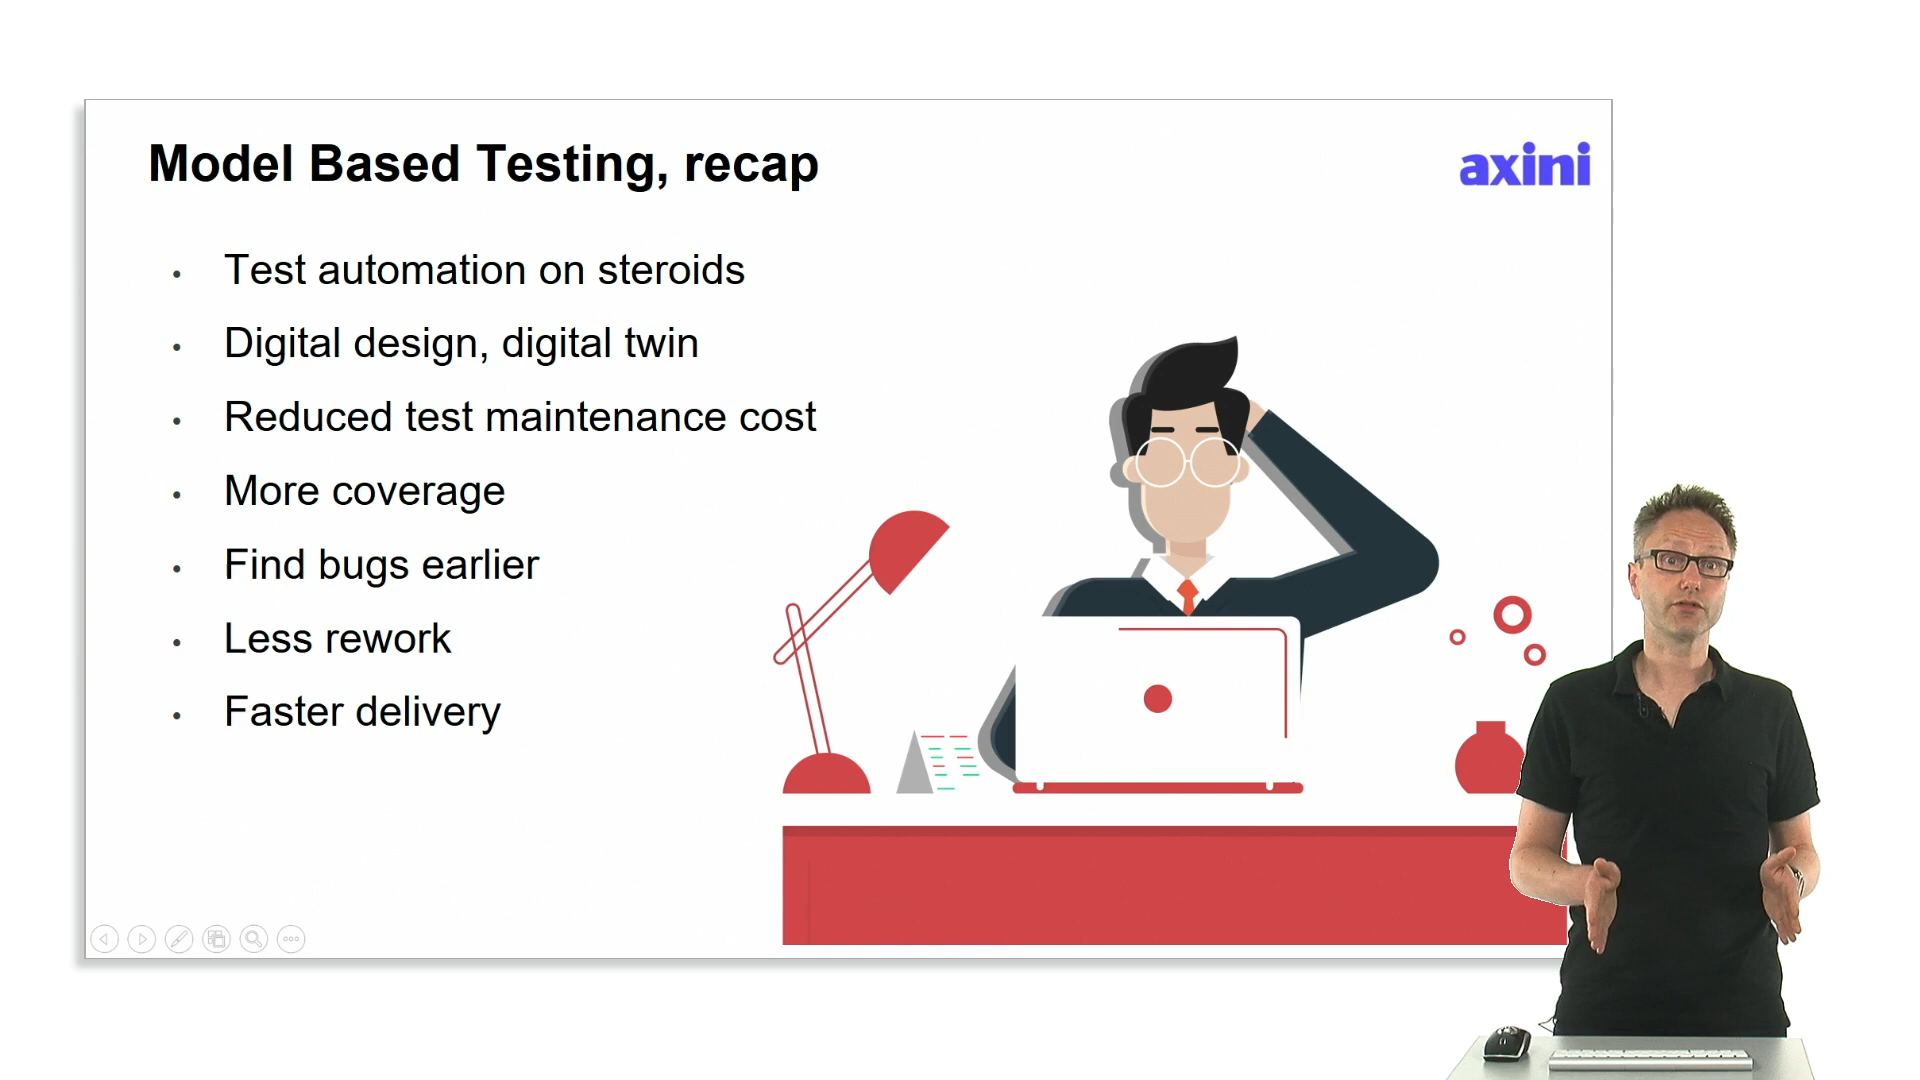 Model Based Testing, recap
axini
Test automation on steroids
Digital design, digital twin
Reduced test maintenance cost
More coverage
Find bugs earlier
Less rework
Faster delivery